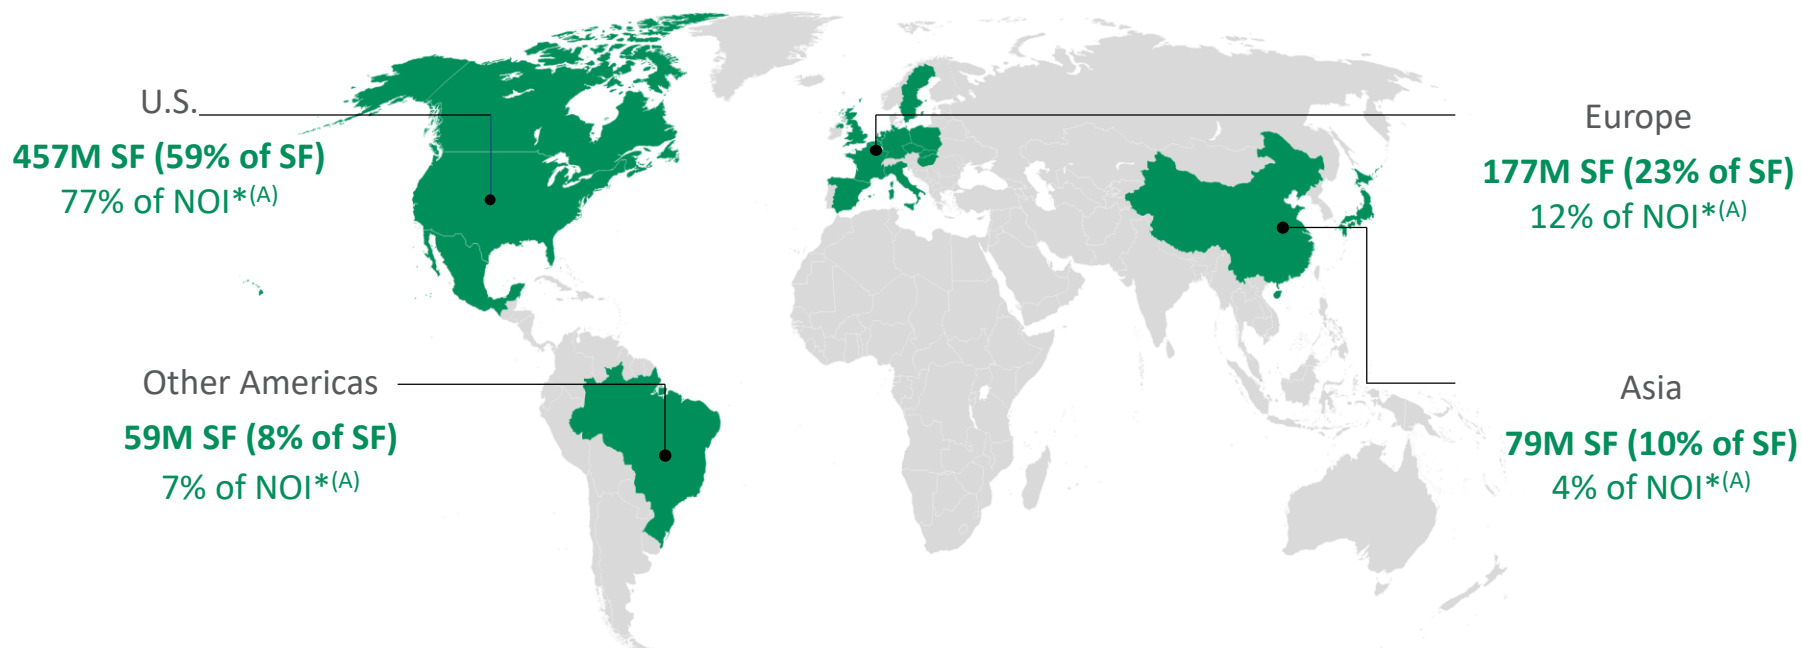 U.S.
457M SF (59% of SF)
77% of NOI*(A)
Other Americas
59M SF (8% of SF)
7% of NOI*(A)
Europe
177M SF (23% of SF)
12% of NOI*(A)
Asia
79M SF (10% of SF)
4% of NOI*(A)